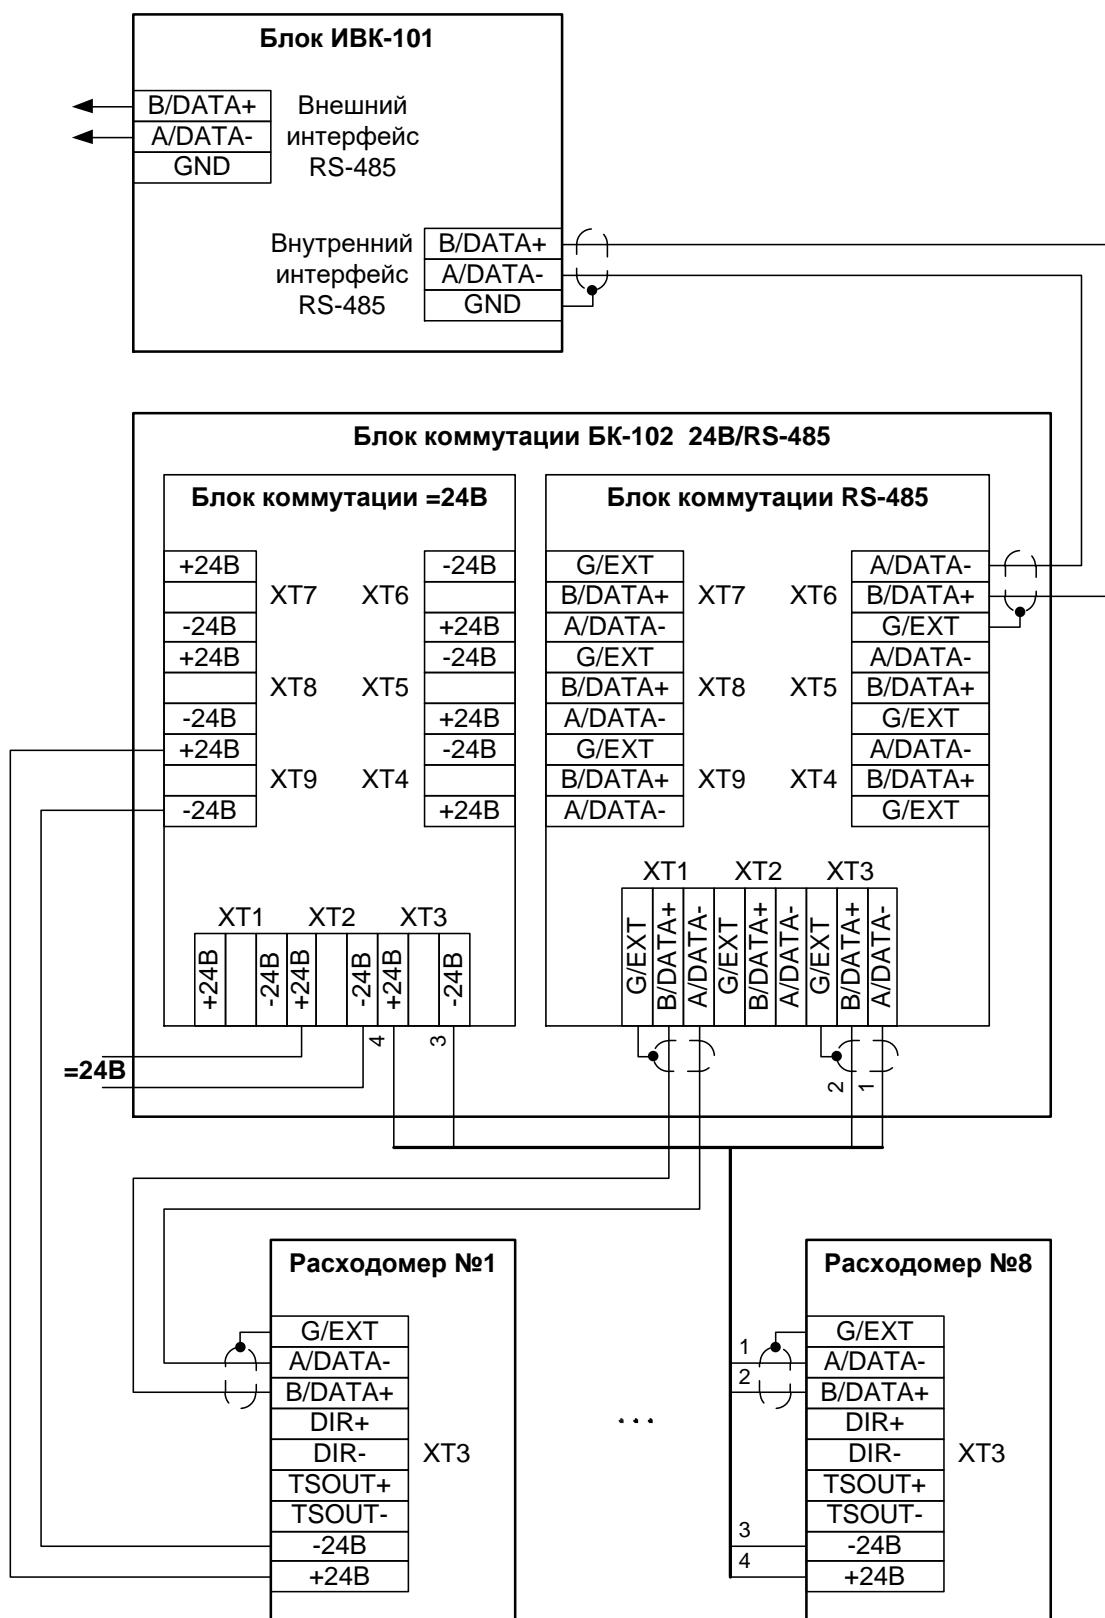 Блок ИВК-101
B/DATA+
A/DATA-
GND
Внешний
интерфейс
RS-485
Внутренний
интерфейс
RS-485
B/DATA+
A/DATA-
GND
Блок коммутации БК-102 24В/RS-485
Блок коммутации =24В
+24В
-24В
+24В
-24В
+24В
-24В
XT7
XT8
XT9
XT6
XT5
XT4
-24В
+24В
-24В
+24В
-24В
+24В
XT1 XT2 XT3
+24В
-24В
+24В
-24В
+24В
-24В
4
3
=24В
Блок коммутации RS-485
G/EXT
B/DATA+
A/DATA-
G/EXT
B/DATA+
A/DATA-
G/EXT
B/DATA+
A/DATA-
XT7
XT8
XT9
XT6
XT5
XT4
A/DATA-
B/DATA+
G/EXT
A/DATA-
B/DATA+
G/EXT
A/DATA-
B/DATA+
G/EXT
XT1 XT2 XT3
G/EXT
B/DATA+
A/DATA-
G/EXT
B/DATA+
A/DATA-
G/EXT
B/DATA+
A/DATA-
2
1
Расходомер №1
G/EXT
A/DATA-
B/DATA+
DIR+
DIR-
TSOUT+
TSOUT-
-24В
+24В
XT3
...
Расходомер №8
1
2
3
4
G/EXT
A/DATA-
B/DATA+
DIR+
DIR-
TSOUT+
TSOUT-
-24В
+24В
XT3